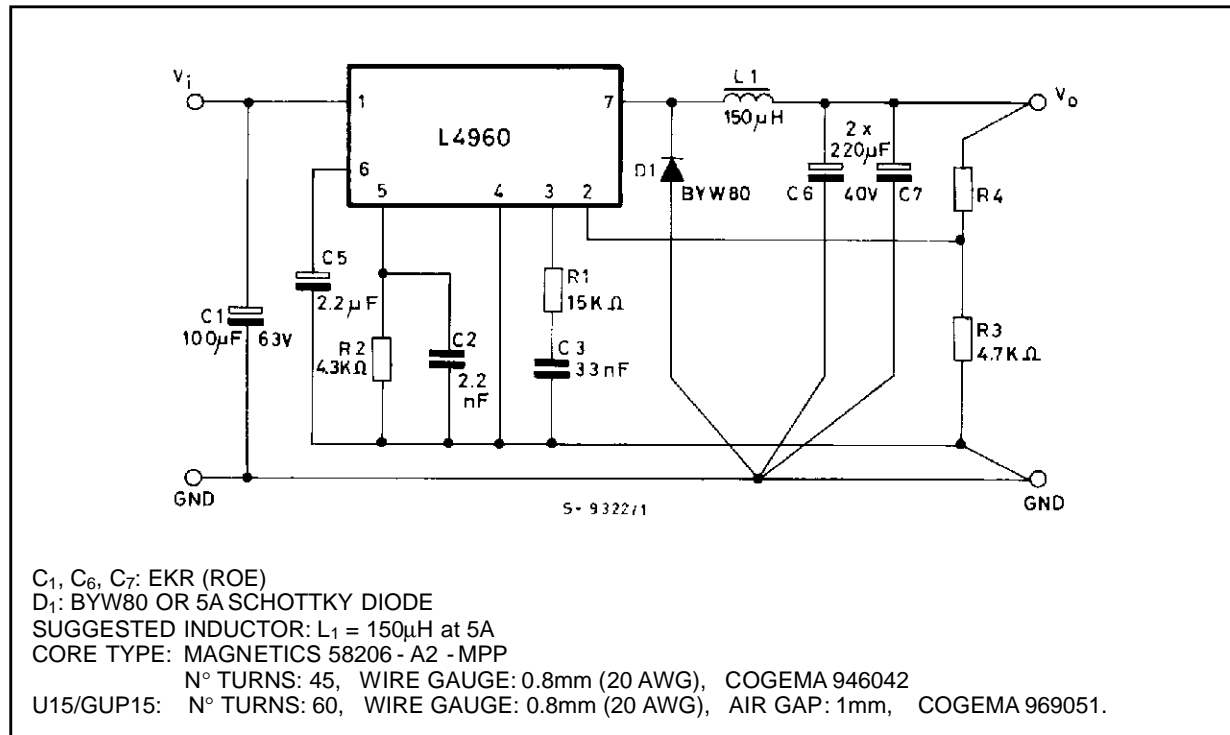 Vi
1
7
L4960
6
5
4
3
2
L1
150μH
Vo
D1
BYW80
2x
220μF
C6
40V
C7
R4
C5
2.2μF
R1
15KΩ
C1
100μF
63V
R2
4.3KΩ
C2
2.2
nF
C3
33nF
R3
4.7KΩ
GND
GND
S-9322/1
C1, C6, C7: EKR (ROE)
D1: BYW80 OR 5A SCHOTTKY DIODE
SUGGESTED INDUCTOR: L1 = 150μH at 5A
CORE TYPE: MAGNETICS 58206 - A2 - MPP
N° TURNS: 45, WIRE GAUGE: 0.8mm (20 AWG), COGEMA 946042
U15/GUP15: N° TURNS: 60, WIRE GAUGE: 0.8mm (20 AWG), AIR GAP: 1mm, COGEMA 969051.